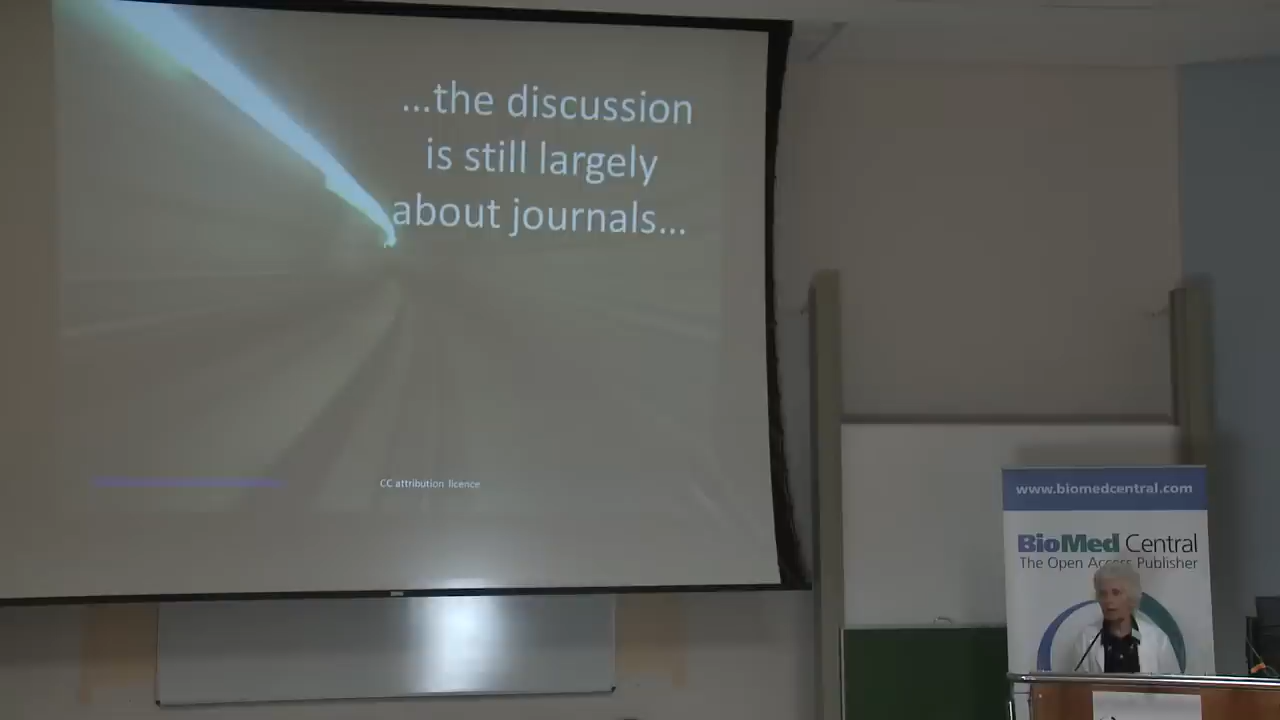 ...the discussion
is still largely
about journals...
CC attribution licence
www.biomedcentral.com
BioMed Central
The Open Access Publisher